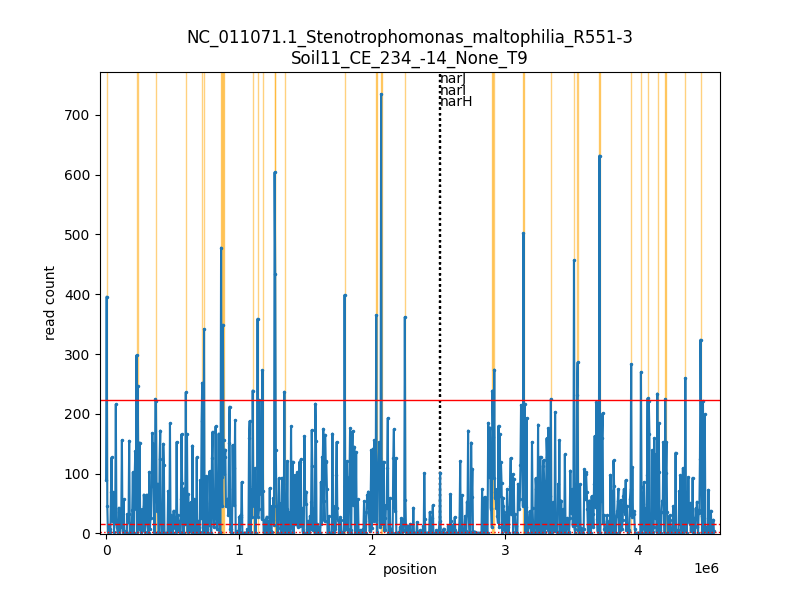 NC_011071.1_Stenotrophomonas_maltophilia_R551-3
Soil11_CE_234_-14_None_T9
narJ
narI
narH
700
600
500
400
300
200
100
0
read count
0
1
2
3
4
1e6
position